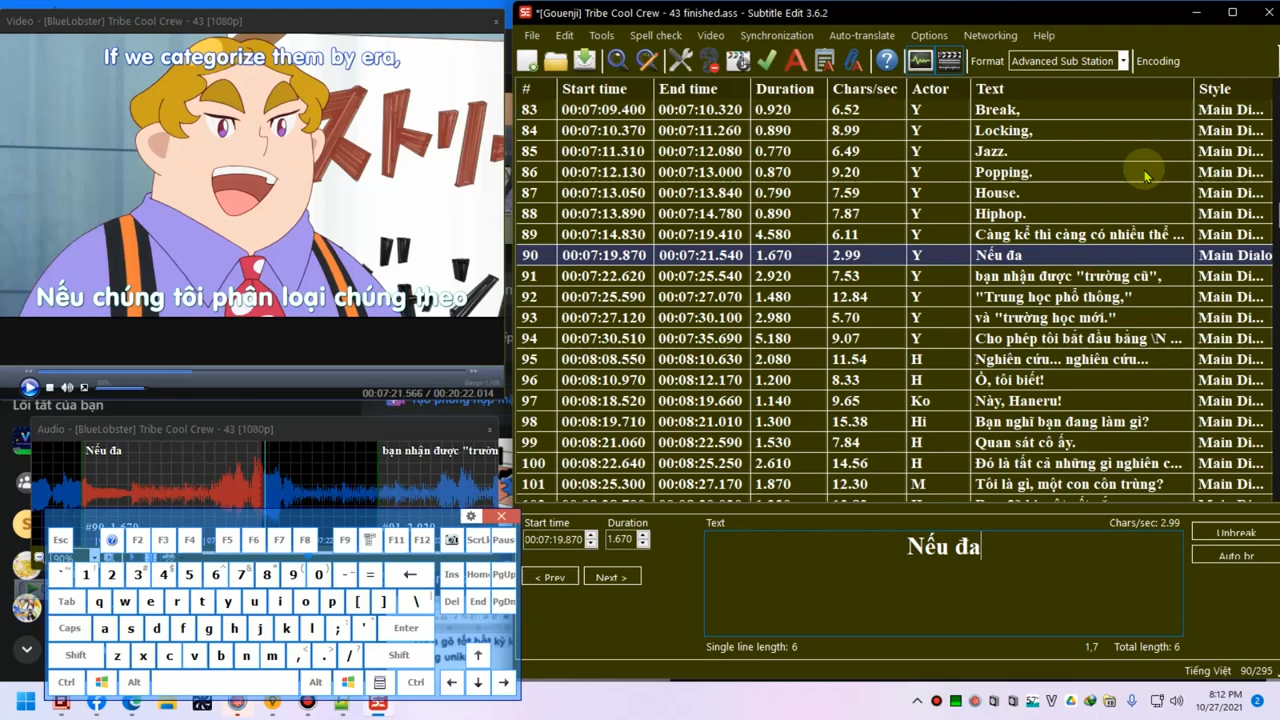 Video - [BlueLobster] Tribe Cool Crew - 43 [1080p]
If we categorize them by era,
Nếu chúng tôi phân loại chúng theo
00:07:21.566 / 00:20:22.014
Lối tắt của bạn
Audio - [BlueLobster] Tribe Cool Crew - 43 [1080p]
Nếu đa
bạn nhận được "trườn
*[Gouenji] Tribe Cool Crew - 43 finished.ass - Subtitle Edit 3.6.2
File Edit Tools Spell check Video Synchronization Auto-translate Options Networking Help
Format Advanced Sub Station Encoding
# Start time End time Duration Chars/sec Actor Text Style
83 00:07:09.400 00:07:10.320 0.920 6.52 Y Break, Main Di...
84 00:07:10.370 00:07:11.260 0.890 8.99 Y Locking, Main Di...
85 00:07:11.310 00:07:12.080 0.770 6.49 Y Jazz. Main Di...
86 00:07:12.130 00:07:13.000 0.870 9.20 Y Popping. Main Di...
87 00:07:13.050 00:07:13.840 0.790 7.59 Y House. Main Di...
88 00:07:13.890 00:07:14.780 0.890 7.87 Y Hiphop. Main Di...
89 00:07:14.830 00:07:19.410 4.580 6.11 Y Càng kể thì càng có nhiều thể ... Main Di...
90 00:07:19.870 00:07:21.540 1.670 2.99 Y Nếu đa Main Dialo
91 00:07:22.620 00:07:25.540 2.920 7.53 Y bạn nhận được "trường cũ", Main Di...
92 00:07:25.590 00:07:27.070 1.480 12.84 Y "Trung học phổ thông," Main Di...
93 00:07:27.120 00:07:30.100 2.980 5.70 Y và "trường học mới." Main Di...
94 00:07:30.510 00:07:35.690 5.180 9.07 Y Cho phép tôi bắt đầu bằng \N ... Main Di...
95 00:08:08.550 00:08:10.630 2.080 11.54 H Nghiên cứu... nghiên cứu... Main Di...
96 00:08:10.970 00:08:12.170 1.200 8.33 H Ồ, tôi biết! Main Di...
97 00:08:18.520 00:08:19.660 1.140 9.65 Ko Này, Haneru! Main Di...
98 00:08:19.710 00:08:21.010 1.300 15.38 Hi Bạn nghĩ bạn đang làm gì? Main Di...
99 00:08:21.060 00:08:22.590 1.530 7.84 H Quan sát cô ấy. Main Di...
100 00:08:22.640 00:08:25.250 2.610 14.56 H Đó là tất cả những gì nghiên c... Main Di...
101 00:08:25.300 00:08:27.170 1.870 12.30 M Tôi là gì, một con côn trùng? Main Di...
Start time Duration Text Chars/sec: 2.99
00:07:19.870 1.670
Nếu đa
Unbreak
Auto br
< Prev Next >
Single line length: 6 1,7 Total length: 6
Tiếng Việt 90/295
Esc F2 F3 F4 F5 F6 F7 F8 F9 F11 F12 ScrL Paus
` ~ 1 ! 2 @ 3 # 4 $ 5 % 6 ^ 7 & 8 * 9 ( 0 ) - = ← Ins Home PgUp
Tab q w e r t y u i o p [ ] \ Del End PgDn
Caps a s d f g h j k l ; ' Enter
Shift z x c v b n m , . / Shift ↑
Ctrl Alt Alt Ctrl ← ↓ →
8:12 PM
10/27/2021